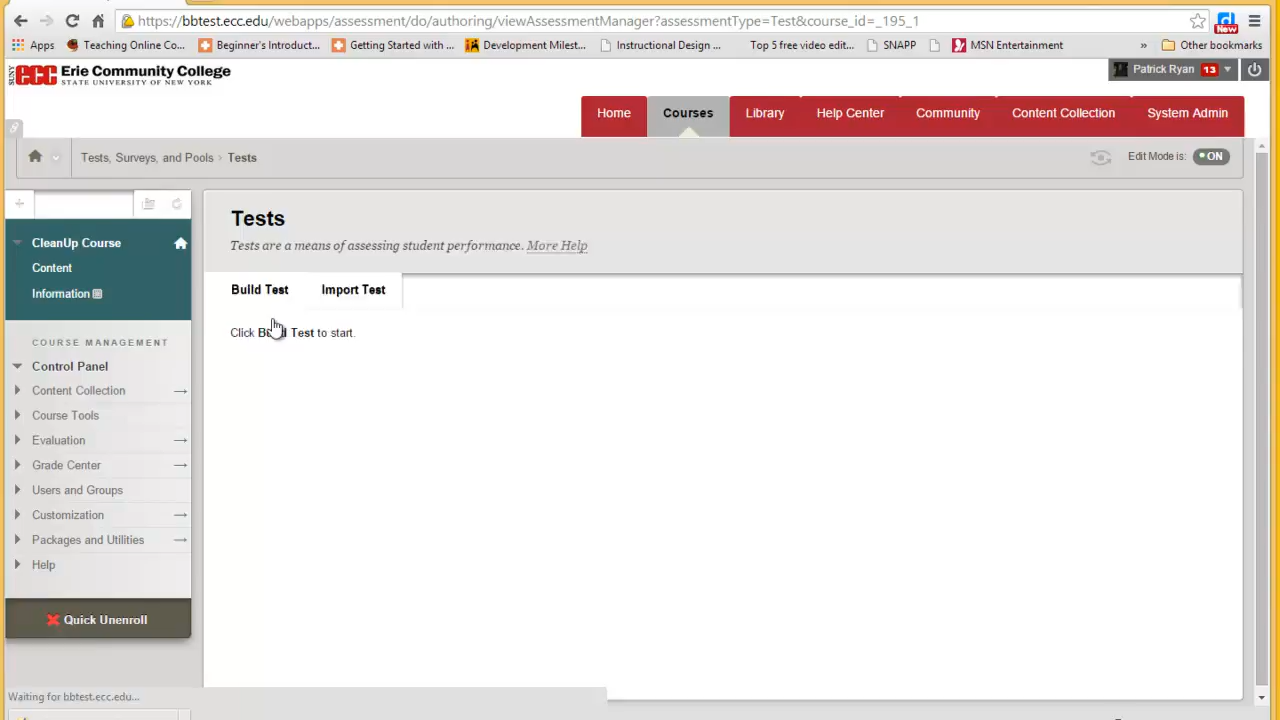 https://bbtest.ecc.edu/webapps/assessment/do/authoring/viewAssessmentManager?assessmentType=Test&course_id=_195_1
New
Apps Teaching Online Co... Beginner's Introduct... Getting Started with ... Development Milest... Instructional Design ... Top 5 free video edit... SNAPP MSN Entertainment » Other bookmarks
SUNY ecc Erie Community College
STATE UNIVERSITY OF NEW YORK
Patrick Ryan 13
Home Courses Library Help Center Community Content Collection System Admin
Tests, Surveys, and Pools › Tests
Edit Mode is: ON
Tests
Tests are a means of assessing student performance. More Help
Build Test Import Test
Click Build Test to start.
CleanUp Course
Content
Information
COURSE MANAGEMENT
Control Panel
Content Collection
Course Tools
Evaluation
Grade Center
Users and Groups
Customization
Packages and Utilities
Help
Quick Unenroll
Waiting for bbtest.ecc.edu...